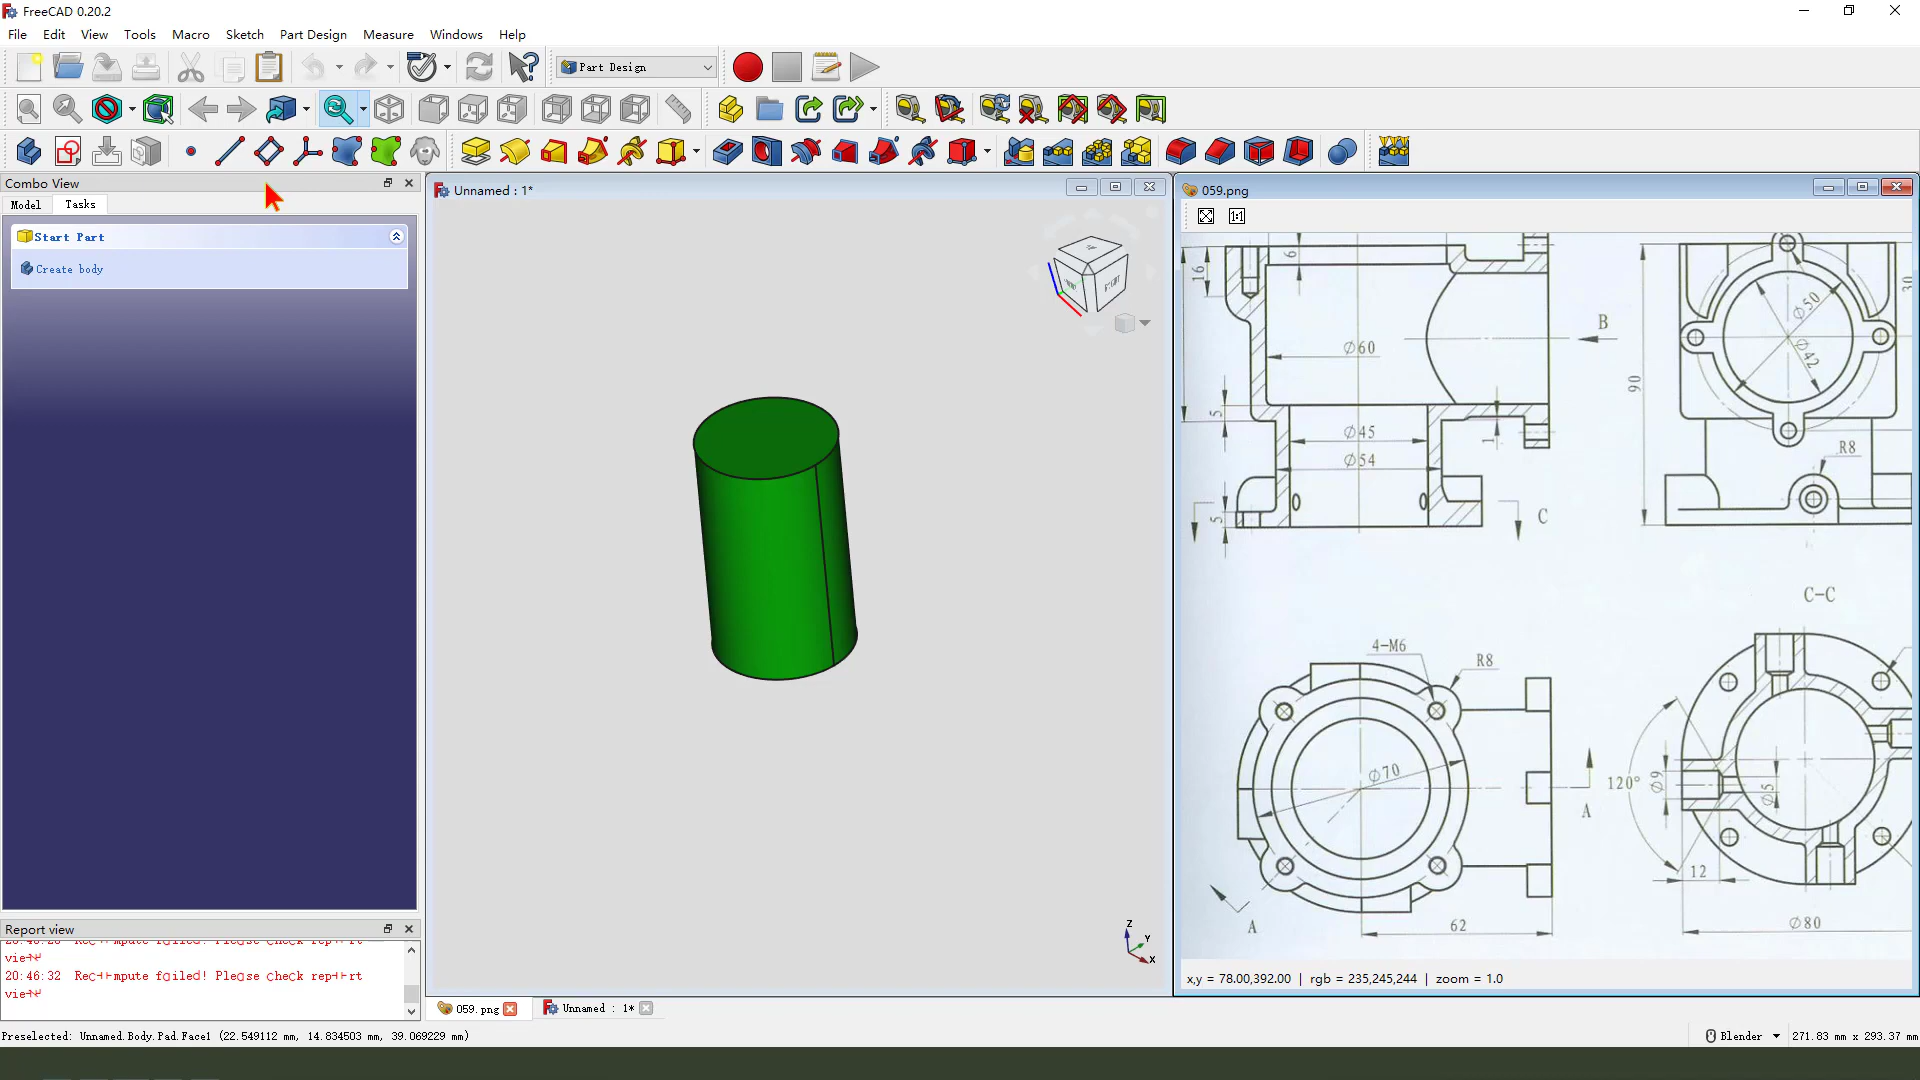 FreeCAD 0.20.2
File Edit View Tools Macro Sketch Part Design Measure Windows Help
Part Design
Combo View
Model Tasks
Start Part
Create body
Unnamed : 1*
059.png
1:1
16
6
Ø60
B
5
Ø45
1
Ø54
5
C
90
Ø50
Ø42
30
R8
C-C
4-M6
R8
Ø70
A
A
62
120°
Ø9
Ø5
12
Ø80
Z
Y
X
x,y = 78.00,392.00 | rgb = 235,245,244 | zoom = 1.0
Report view
20:46:32
059.png
Unnamed : 1*
Preselected: Unnamed.Body.Pad.Face1 (22.549112 mm, 14.834503 mm, 39.069229 mm)
Blender
271.83 mm x 293.37 mm